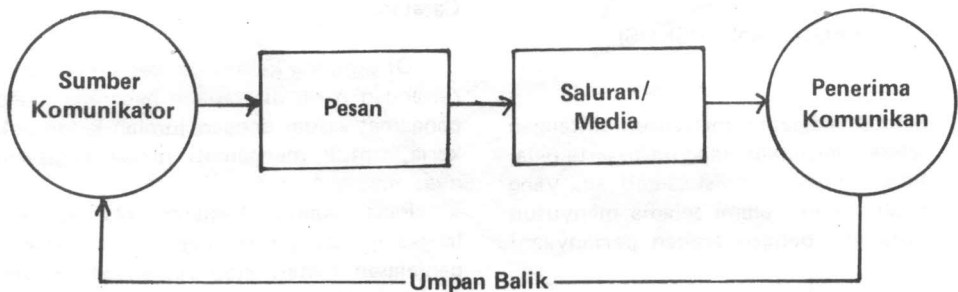 Sumber
Komunikator
Pesan
Saluran/
Media
Penerima
Komunikan
Umpan Balik